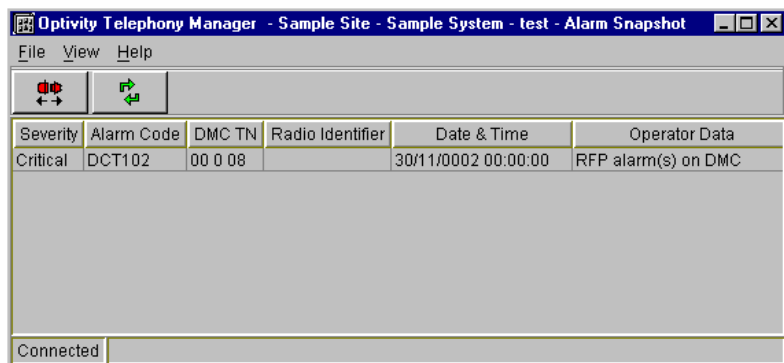 Optivity Telephony Manager - Sample Site - Sample System - test - Alarm Snapshot
File View Help
Severity Alarm Code DMC TN Radio Identifier Date & Time Operator Data
Critical DCT102 00 0 08 30/11/0002 00:00:00 RFP alarm(s) on DMC
Connected